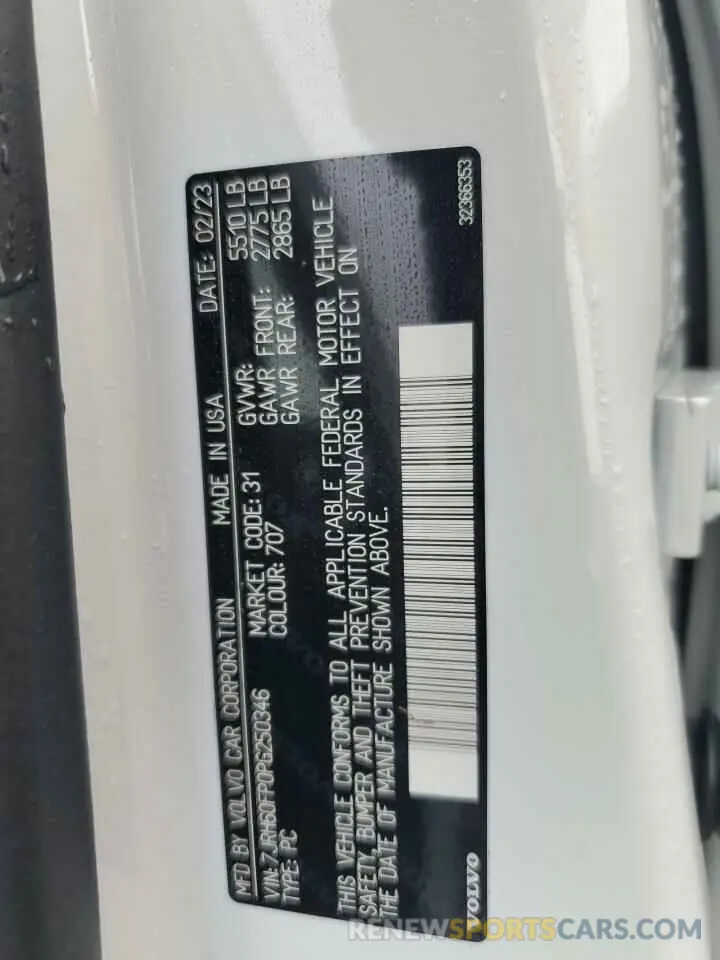 MFD BY VOLVO CAR CORPORATION MADE IN USA DATE: 02/23
VIN: 7JRH60FP0PG250346 MARKET CODE: 31 GVWR: 5510 LB
TYPE: PC COLOUR: 707 GAWR FRONT: 2775 LB
GAWR REAR: 2865 LB
THIS VEHICLE CONFORMS TO ALL APPLICABLE FEDERAL MOTOR VEHICLE
SAFETY, BUMPER AND THEFT PREVENTION STANDARDS IN EFFECT ON
THE DATE OF MANUFACTURE SHOWN ABOVE.
VOLVO
32366353
RENEWSPORTSCARS.COM